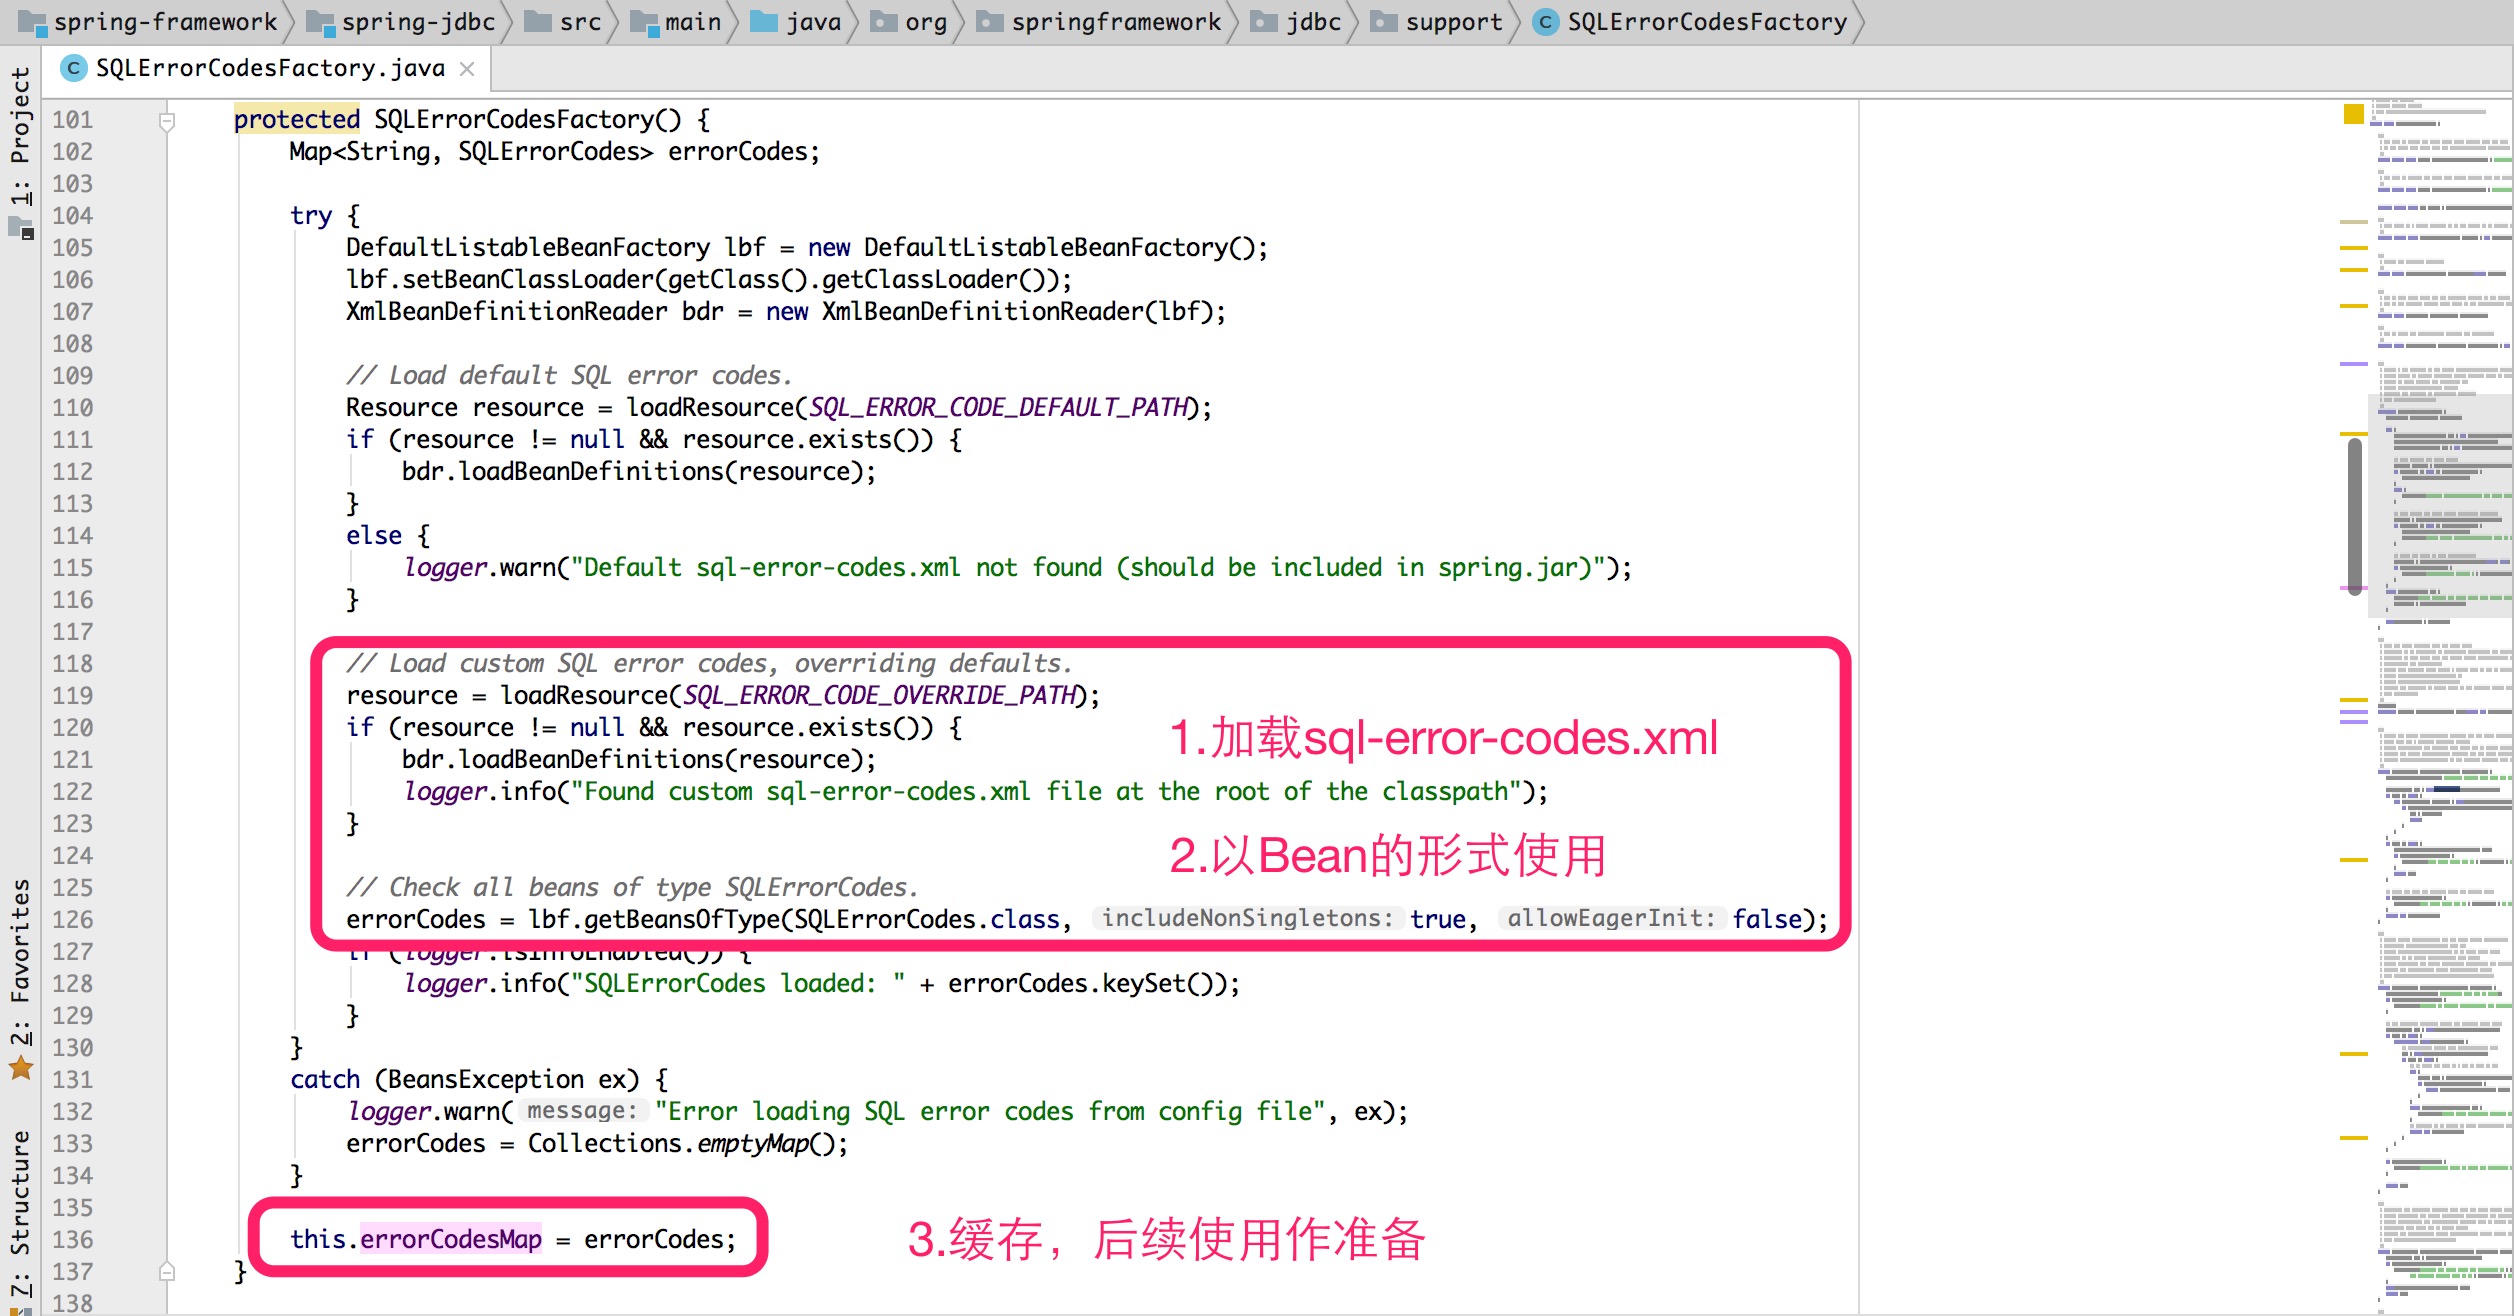 spring-framework spring-jdbc src main java org springframework jdbc support SQLErrorCodesFactory
SQLErrorCodesFactory.java
1: Project
2: Favorites
7: Structure
101 protected SQLErrorCodesFactory() {
102 Map<String, SQLErrorCodes> errorCodes;
103
104 try {
105 DefaultListableBeanFactory lbf = new DefaultListableBeanFactory();
106 lbf.setBeanClassLoader(getClass().getClassLoader());
107 XmlBeanDefinitionReader bdr = new XmlBeanDefinitionReader(lbf);
108
109 // Load default SQL error codes.
110 Resource resource = loadResource(SQL_ERROR_CODE_DEFAULT_PATH);
111 if (resource != null && resource.exists()) {
112 bdr.loadBeanDefinitions(resource);
113 }
114 else {
115 logger.warn("Default sql-error-codes.xml not found (should be included in spring.jar)");
116 }
117
118 // Load custom SQL error codes, overriding defaults.
119 resource = loadResource(SQL_ERROR_CODE_OVERRIDE_PATH);
120 if (resource != null && resource.exists()) {
1.加载sql-error-codes.xml
121 bdr.loadBeanDefinitions(resource);
122 logger.info("Found custom sql-error-codes.xml file at the root of the classpath");
123 }
124
2.以Bean的形式使用
125 // Check all beans of type SQLErrorCodes.
126 errorCodes = lbf.getBeansOfType(SQLErrorCodes.class, includeNonSingletons: true, allowEagerInit: false);
127 if (logger.isInfoEnabled()) {
128 logger.info("SQLErrorCodes loaded: " + errorCodes.keySet());
129 }
130 }
131 catch (BeansException ex) {
132 logger.warn( message: "Error loading SQL error codes from config file", ex);
133 errorCodes = Collections.emptyMap();
134 }
135
136 this.errorCodesMap = errorCodes;
3.缓存，后续使用作准备
137 }
138